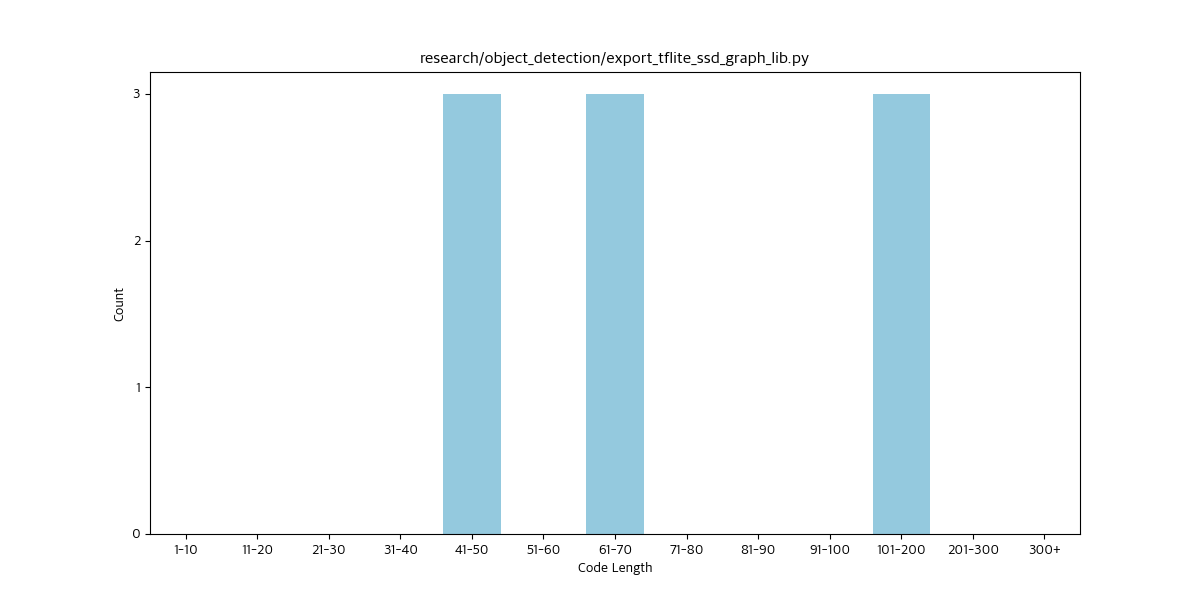 research/object_detection/export_tflite_ssd_graph_lib.py
Count
3
2
1
0
1-10 11-20 21-30 31-40 41-50 51-60 61-70 71-80 81-90 91-100 101-200 201-300 300+
Code Length